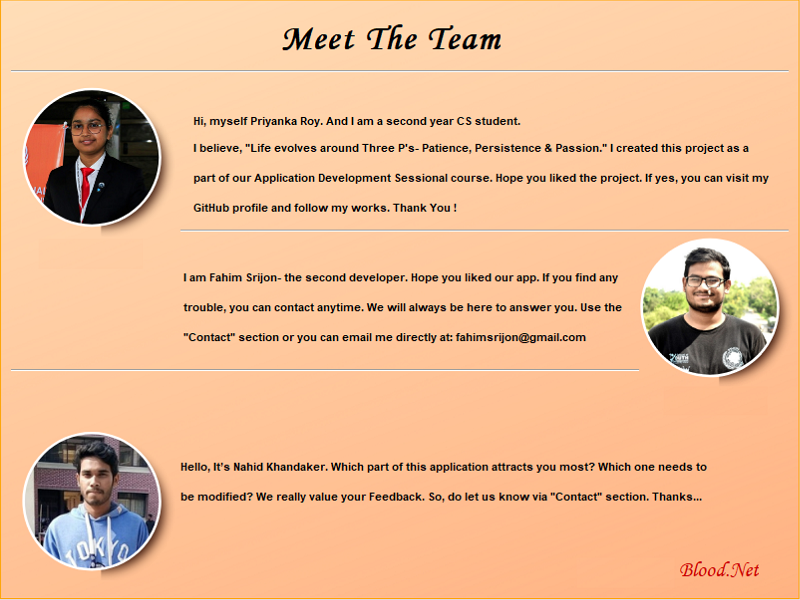 Meet The Team
Hi, myself Priyanka Roy. And I am a second year CS student.
I believe, "Life evolves around Three P's- Patience, Persistence & Passion." I created this project as a
part of our Application Development Sessional course. Hope you liked the project. If yes, you can visit my
GitHub profile and follow my works. Thank You !
I am Fahim Srijon- the second developer. Hope you liked our app. If you find any
trouble, you can contact anytime. We will always be here to answer you. Use the
"Contact" section or you can email me directly at: fahimsrijon@gmail.com
Hello, It's Nahid Khandaker. Which part of this application attracts you most? Which one needs to
be modified? We really value your Feedback. So, do let us know via "Contact" section. Thanks...
TOKYO
Blood.Net